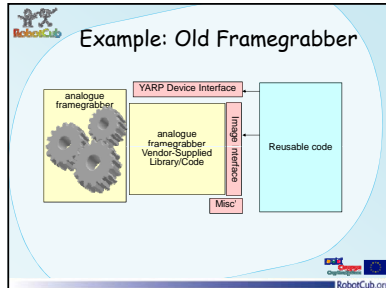 RobotCub
Example: Old Framegrabber
YARP Device Interface
analogue
framegrabber
analogue
framegrabber
Vendor-Supplied
Library/Code
Image interface
Reusable code
Misc'
RobotCub.org